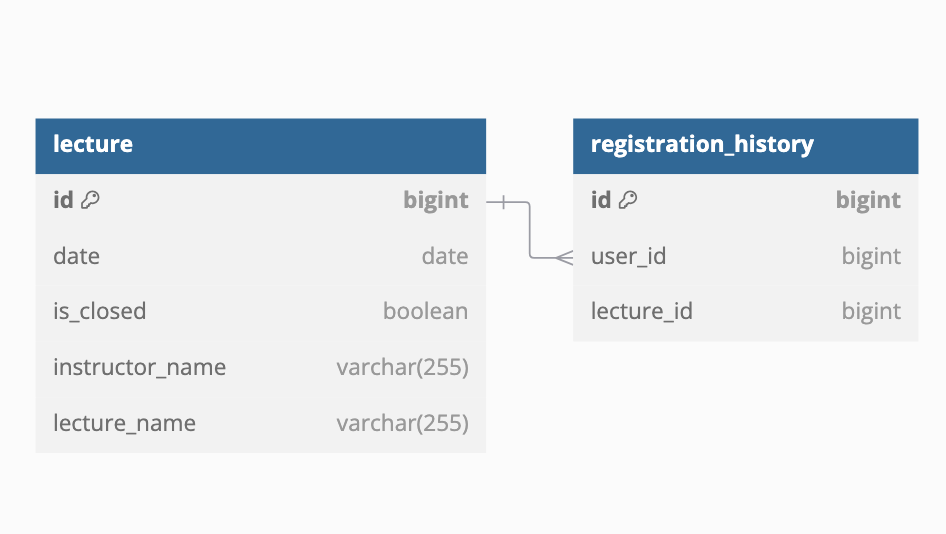 lecture
id bigint
date date
is_closed boolean
instructor_name varchar(255)
lecture_name varchar(255)
registration_history
id bigint
user_id bigint
lecture_id bigint